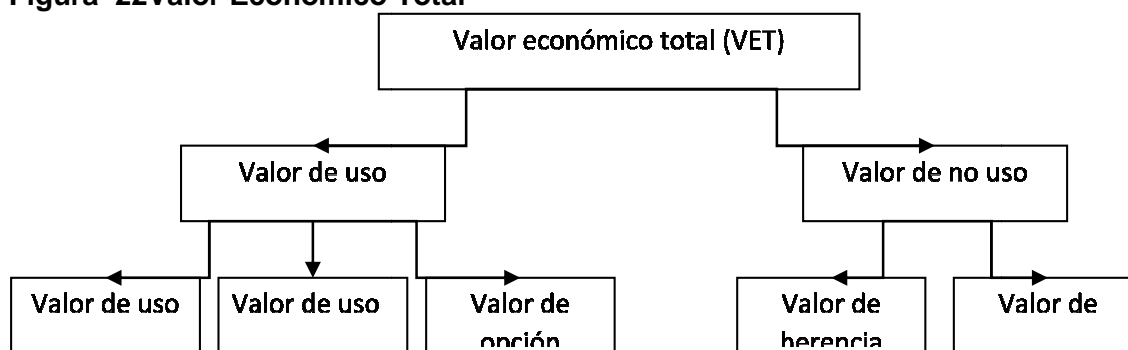 Figura 22Valor Económico Total
Valor económico total (VET)
Valor de uso
Valor de no uso
Valor de uso
Valor de uso
Valor de
opción
Valor de
herencia
Valor de